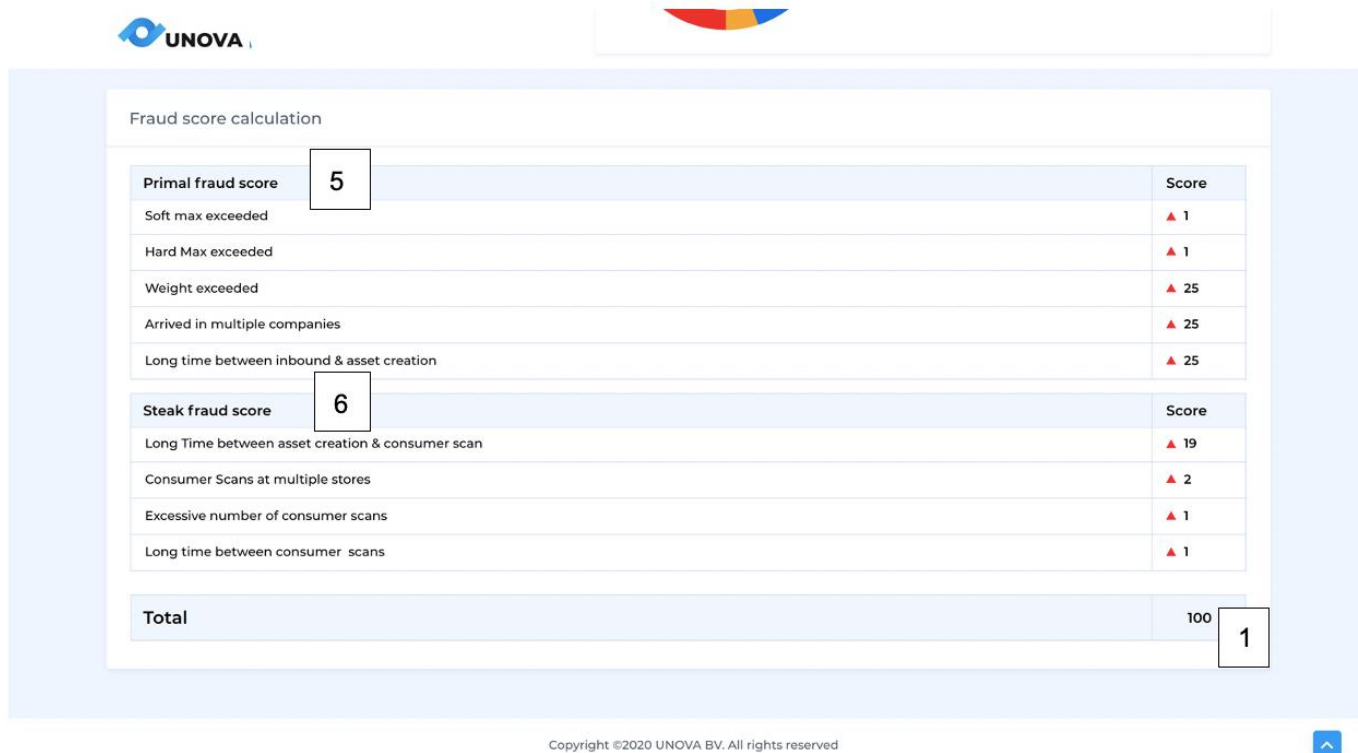 UNOVA
Fraud score calculation
Primal fraud score 5 Score
Soft max exceeded ▲ 1
Hard Max exceeded ▲ 1
Weight exceeded ▲ 25
Arrived in multiple companies ▲ 25
Long time between inbound & asset creation ▲ 25
Steak fraud score 6 Score
Long Time between asset creation & consumer scan ▲ 19
Consumer Scans at multiple stores ▲ 2
Excessive number of consumer scans ▲ 1
Long time between consumer scans ▲ 1
Total 100
1
Copyright ©2020 UNOVA BV. All rights reserved